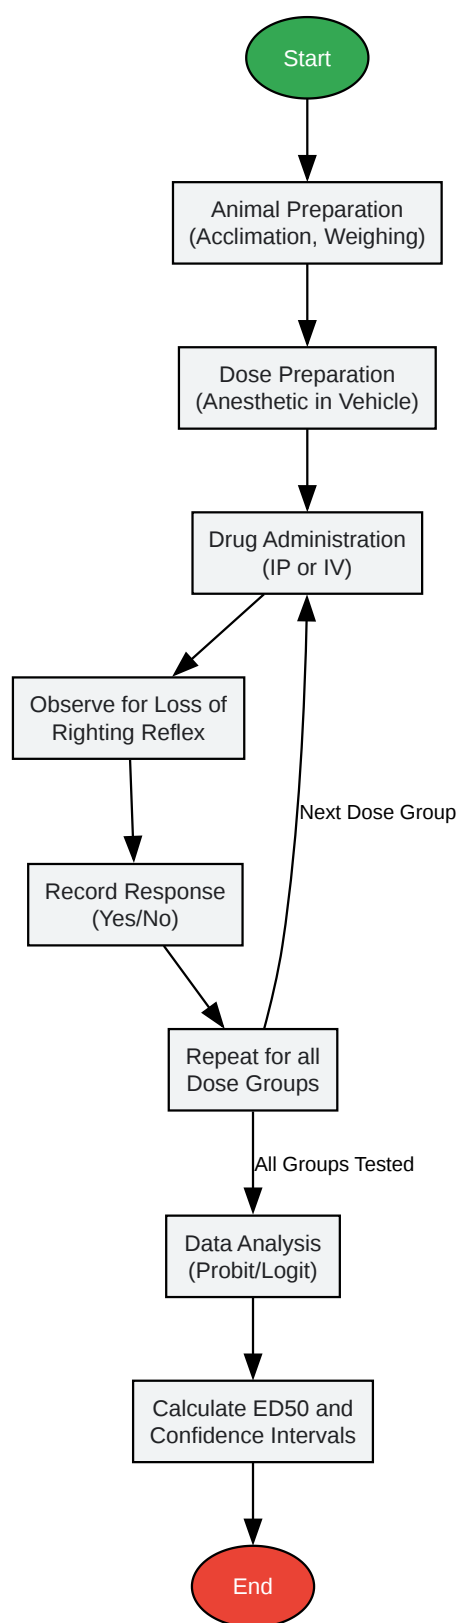 Start
Animal Preparation
(Acclimation, Weighing)
Dose Preparation
(Anesthetic in Vehicle)
Drug Administration
(IP or IV)
Observe for Loss of
Righting Reflex
Next Dose Group
Record Response
(Yes/No)
Repeat for all
Dose Groups
All Groups Tested
Data Analysis
(Probit/Logit)
Calculate ED50 and
Confidence Intervals
End